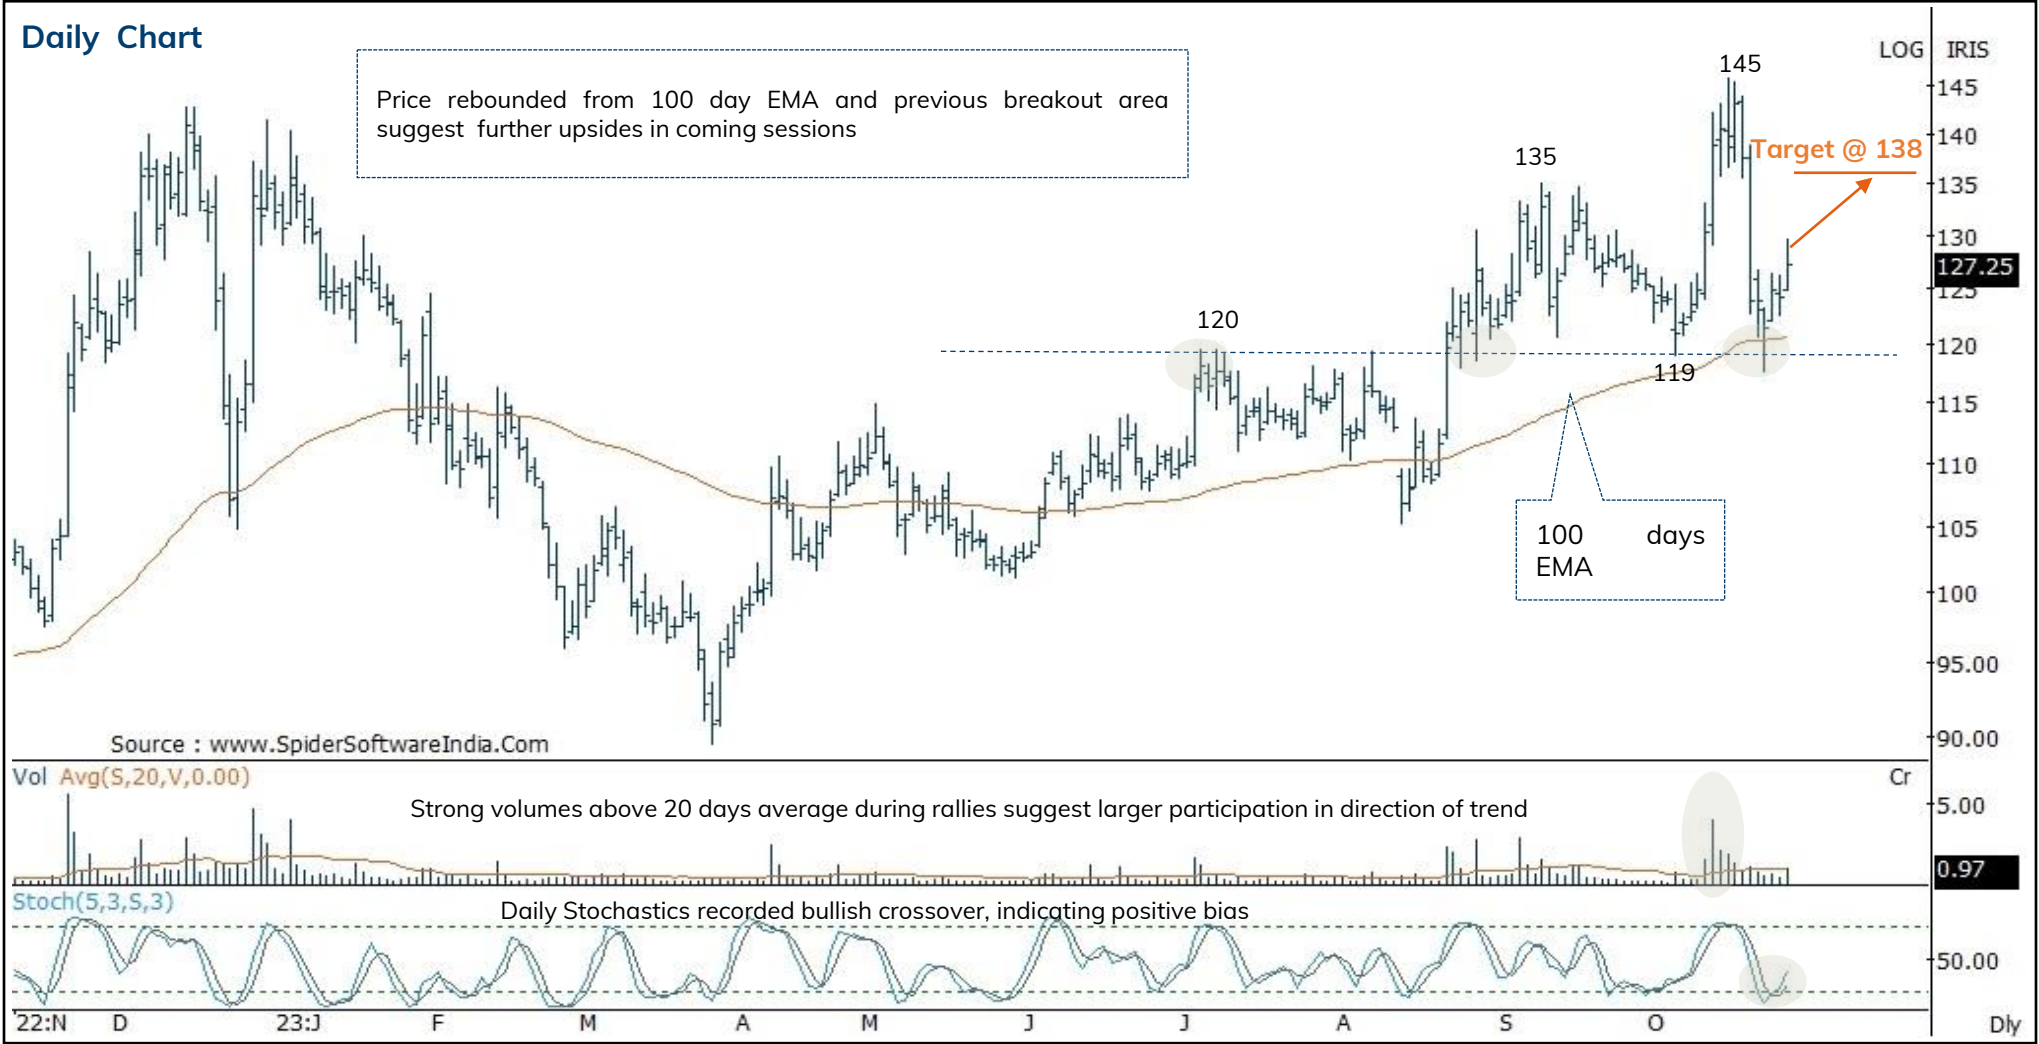 Daily Chart
LOG IRIS
Price rebounded from 100 day EMA and previous breakout area
suggest further upsides in coming sessions
145
145
140
Target @ 138
135
135
130
127.25
125
120
120
119
115
110
100 days
EMA
105
100
95.00
90.00
Source : www.SpiderSoftwareIndia.Com
Vol Avg(S,20,V,0.00)
Cr
Strong volumes above 20 days average during rallies suggest larger participation in direction of trend
5.00
0.97
Stoch(5,3,S,3)
Daily Stochastics recorded bullish crossover, indicating positive bias
50.00
'22:N D 23:J F M A M J J A S O Dly